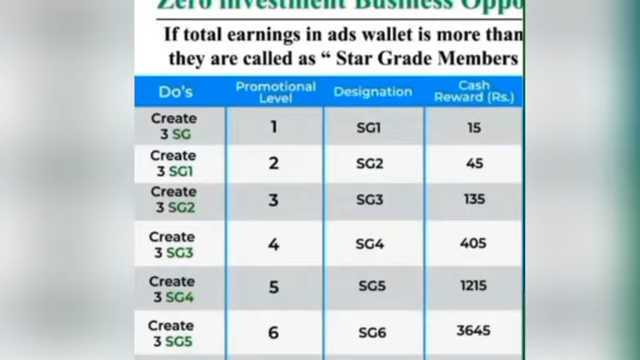 Zero Investment Business Oppo
If total earnings in ads wallet is more than
they are called as “ Star Grade Members
Do's Promotional Level Designation Cash Reward (Rs.)
Create 3 SG 1 SG1 15
Create 3 SG1 2 SG2 45
Create 3 SG2 3 SG3 135
Create 3 SG3 4 SG4 405
Create 3 SG4 5 SG5 1215
Create 3 SG5 6 SG6 3645